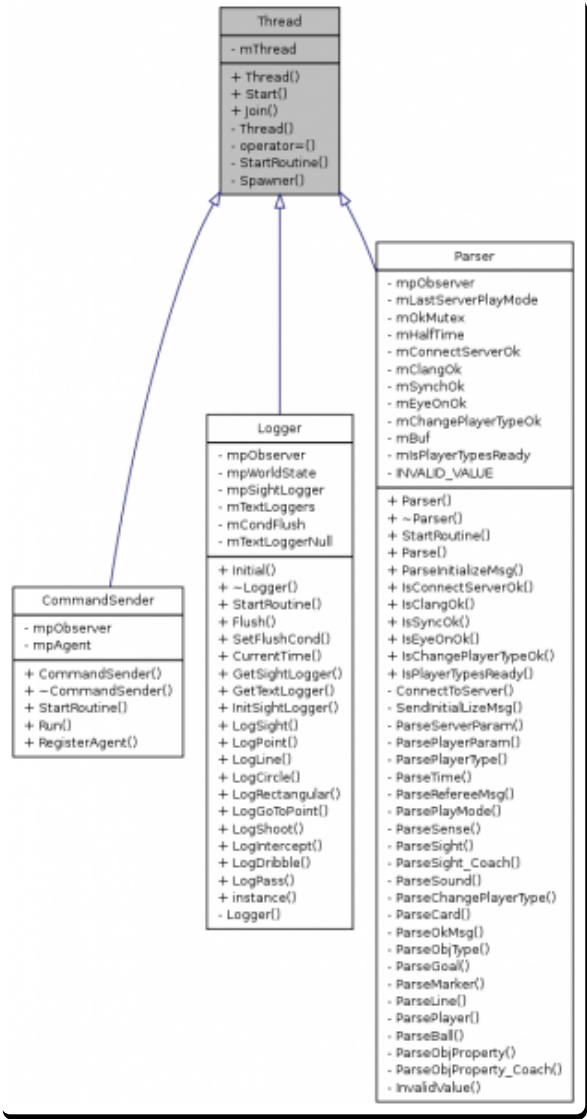 Thread
- mThread
+ Thread()
+ Start()
+ Join()
- Thread()
- operator=()
- StartRoutine()
- Spawner()
Parser
- mpObserver
- mLastServerPlayMode
- mOkMutex
- mHalfTime
- mConnectServerOk
- mClangOk
- mSynchOk
- mEyeOnOk
- mChangePlayerTypeOk
- mBuf
- mIsPlayerTypesReady
- INVALID_VALUE
+ Parser()
+ ~Parser()
+ StartRoutine()
+ Parse()
+ ParseInitializeMsg()
+ IsConnectServerOk()
+ IsClangOk()
+ IsSyncOk()
+ IsEyeOnOk()
+ IsChangePlayerTypeOk()
+ IsPlayerTypesReady()
- ConnectToServer()
- SendInitialLizeMsg()
- ParseServerParam()
- ParsePlayerParam()
- ParsePlayerType()
- ParseTime()
- ParseRefereeMsg()
- ParsePlayMode()
- ParseSense()
- ParseSight()
- ParseSight_Coach()
- ParseSound()
- ParseChangePlayerType()
- ParseCard()
- ParseOkMsg()
- ParseObjType()
- ParseGoal()
- ParseMarker()
- ParseLine()
- ParsePlayer()
- ParseBall()
- ParseObjProperty()
- ParseObjProperty_Coach()
- InvalidValue()
Logger
- mpObserver
- mpWorldState
- mpSightLogger
- mTextLoggers
- mCondFlush
- mTextLoggerNull
+ Initial()
+ ~Logger()
+ StartRoutine()
+ Flush()
+ SetFlushCond()
+ CurrentTime()
+ GetSightLogger()
+ GetTextLogger()
+ InitSightLogger()
+ LogSight()
+ LogPoint()
+ LogLine()
+ LogCircle()
+ LogRectangular()
+ LogGoToPoint()
+ LogShoot()
+ LogIntercept()
+ LogDribble()
+ LogPass()
+ instance()
- Logger()
CommandSender
- mpObserver
- mpAgent
+ CommandSender()
+ ~CommandSender()
+ StartRoutine()
+ Run()
+ RegisterAgent()